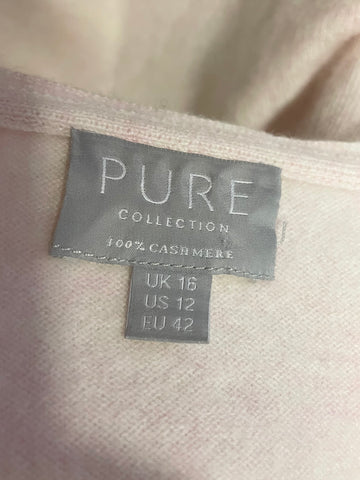 PURE
COLLECTION
100% CASHMERE
UK 16
US 12
EU 42